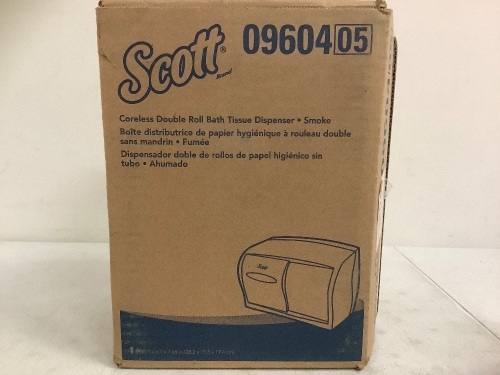 Scott® 09604 05
Brand
Coreless Double Roll Bath Tissue Dispenser • Smoke
Boîte distributrice de papier hygiénique à rouleau double
sans mandrin • Fumée
Dispensador doble de rollos de papel higiénico sin
tubo • Ahumado
Scott